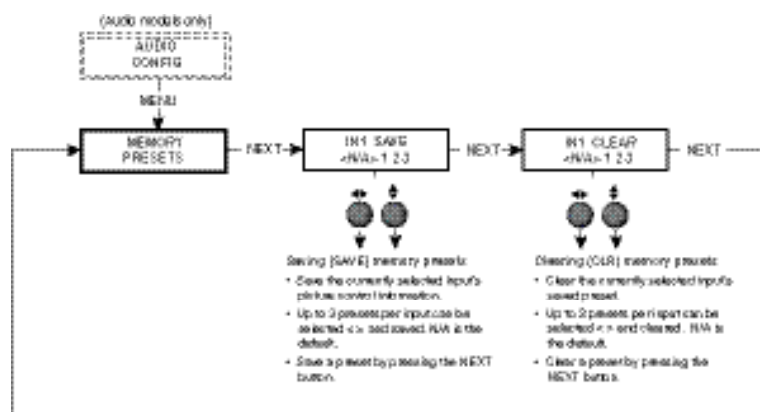 (Audio models only)
AUDIO
CONFIG
MENU
MEMORY
PRESETS
NEXT
IN1 SAVE
<N/A> 1 2 3
NEXT
IN1 CLEAR
<N/A> 1 2 3
NEXT
Saving (SAVE) memory presets:
• Save the currently selected input's
picture control information.
• Up to 3 presets per input can be
selected < > and saved. N/A is the
default.
• Save a preset by pressing the NEXT
button.
Clearing (CLR) memory presets:
• Clear the currently selected input's
saved preset.
• Up to 3 presets per input can be
selected < > and cleared. N/A is
the default.
• Clear a preset by pressing the
NEXT button.